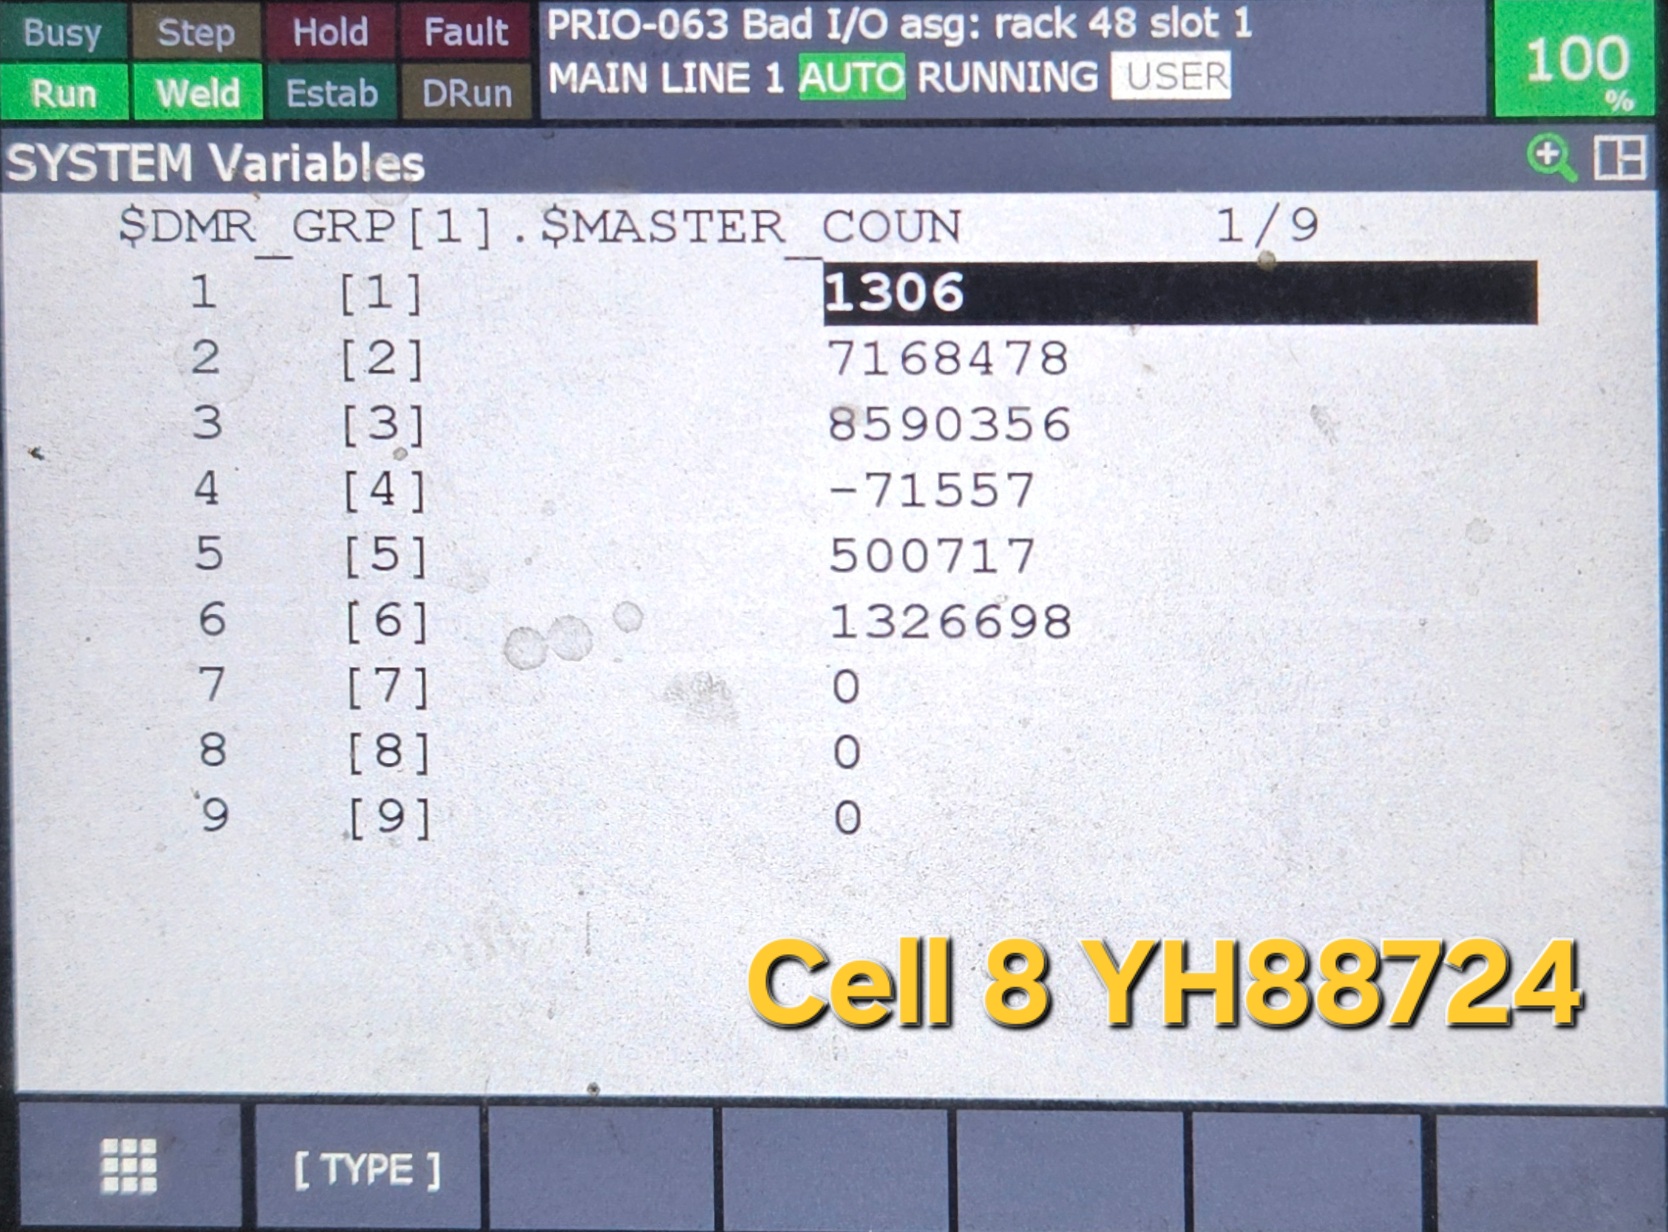 Busy Step Hold Fault PRIO-063 Bad I/O asg: rack 48 slot 1
Run Weld Estab DRun MAIN LINE 1 AUTO RUNNING USER
100
%
SYSTEM Variables
$DMR_GRP[1].$MASTER_COUN 1/9
1 [1] 1306
2 [2] 7168478
3 [3] 8590356
4 [4] -71557
5 [5] 500717
6 [6] 1326698
7 [7] 0
8 [8] 0
9 [9] 0
Cell 8 YH88724
[ TYPE ]